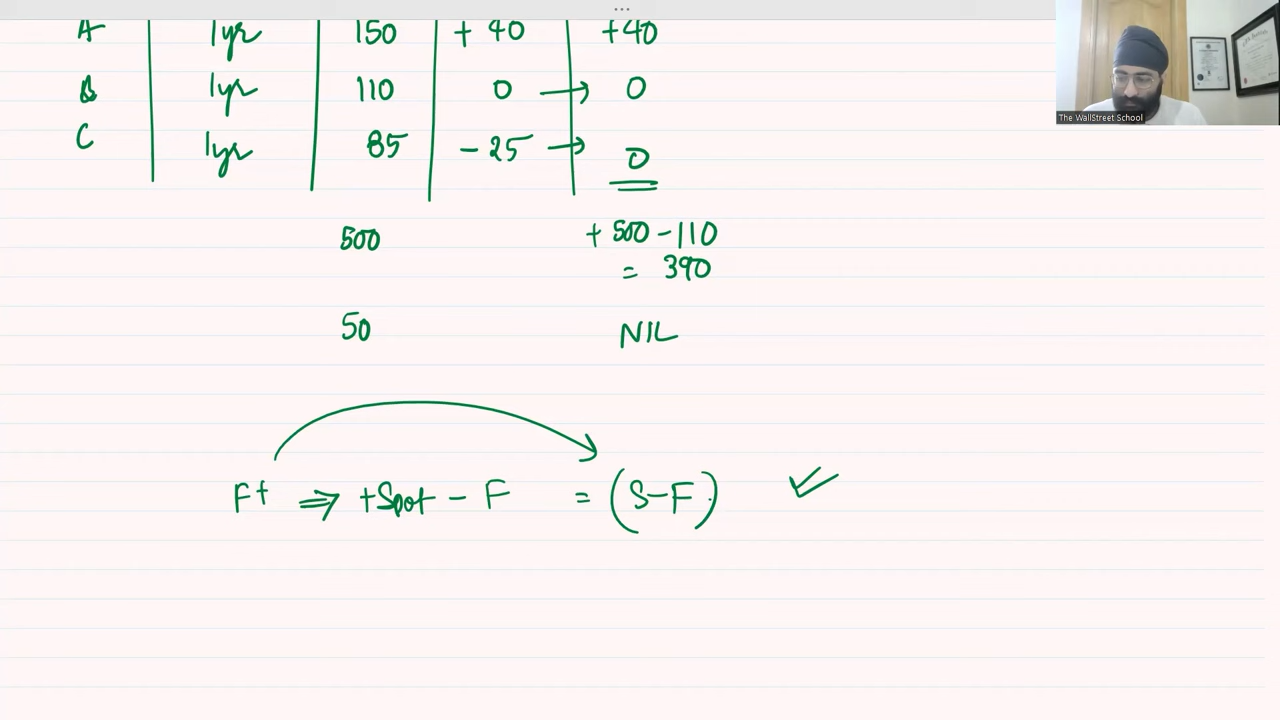 A 1yr 150 + 40 +40
B 1yr 110 0 → 0
C 1yr 85 - 25 → 0
500 + 500 - 110
= 390
50 NIL
F+ ⇒ +Spot - F = (S-F)
The WallStreet School